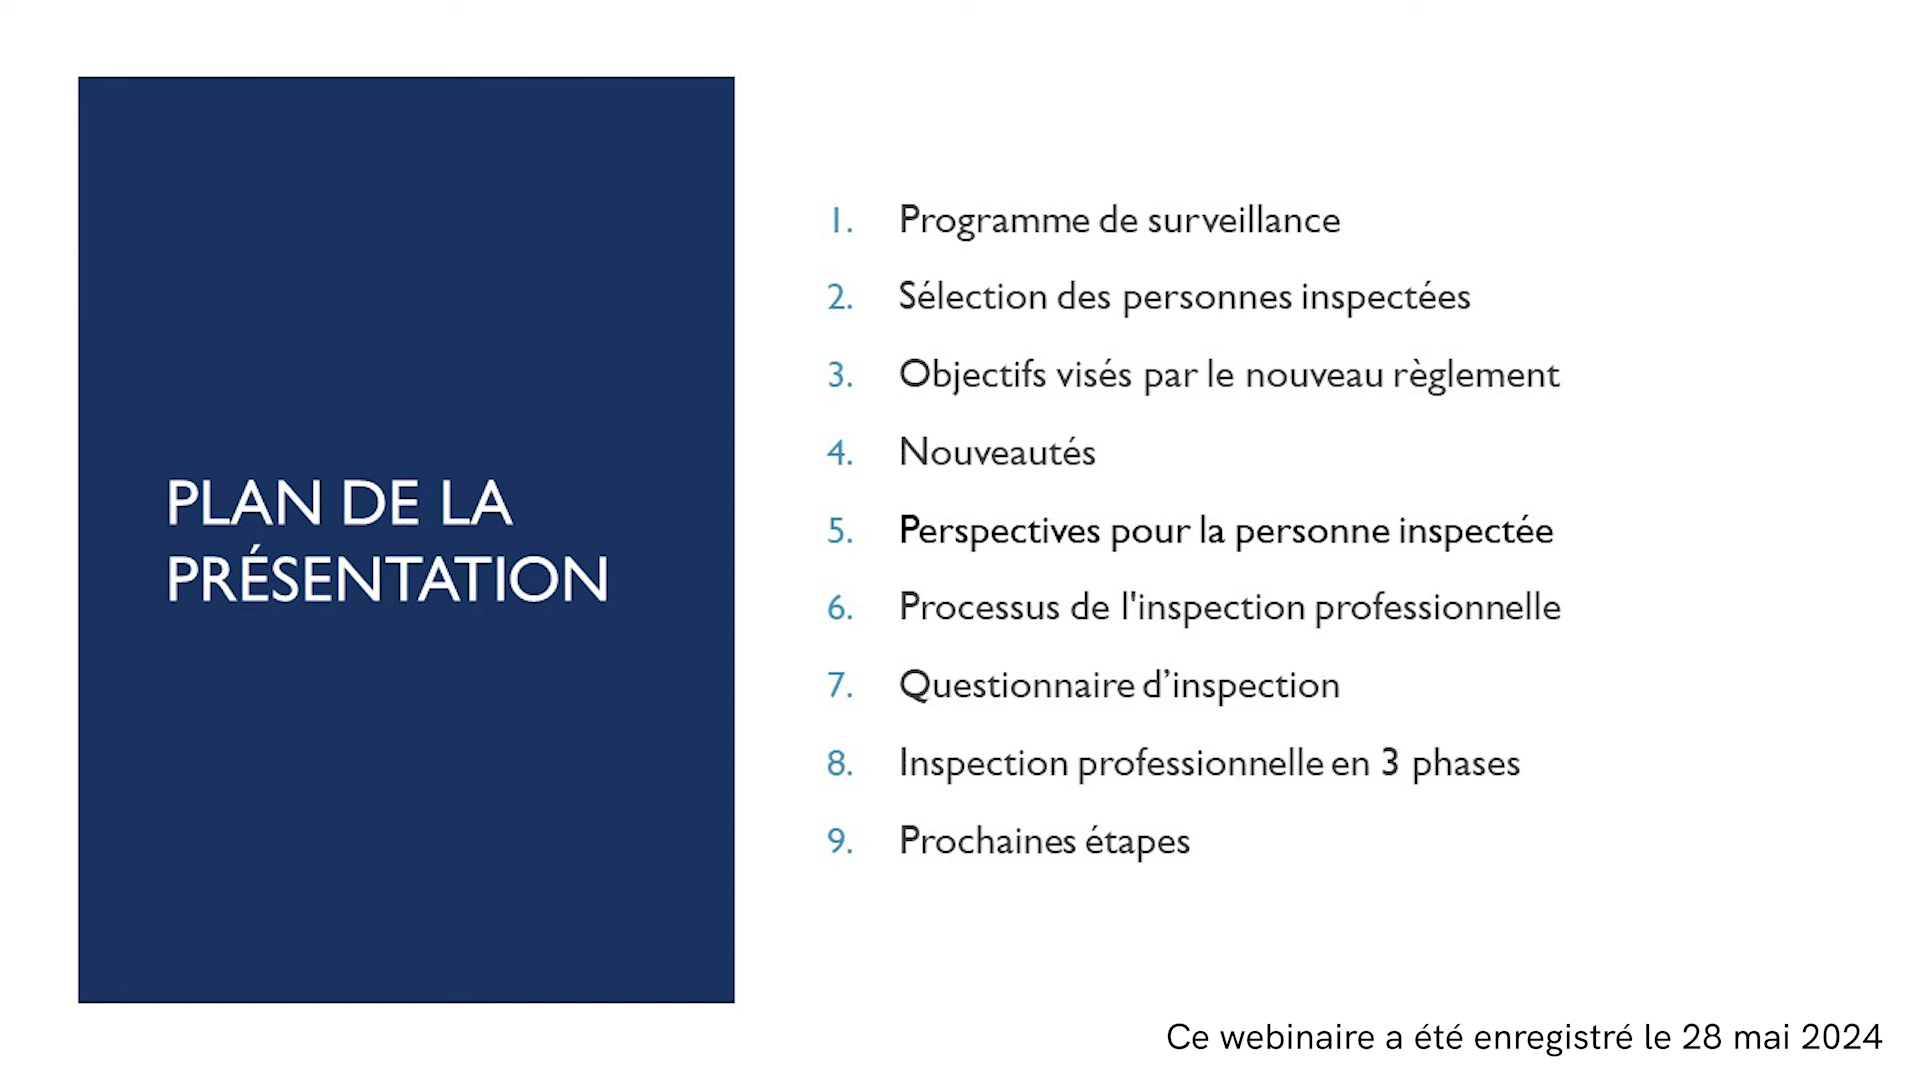 PLAN DE LA
PRÉSENTATION
1. Programme de surveillance
2. Sélection des personnes inspectées
3. Objectifs visés par le nouveau règlement
4. Nouveautés
5. Perspectives pour la personne inspectée
6. Processus de l'inspection professionnelle
7. Questionnaire d’inspection
8. Inspection professionnelle en 3 phases
9. Prochaines étapes
Ce webinaire a été enregistré le 28 mai 2024